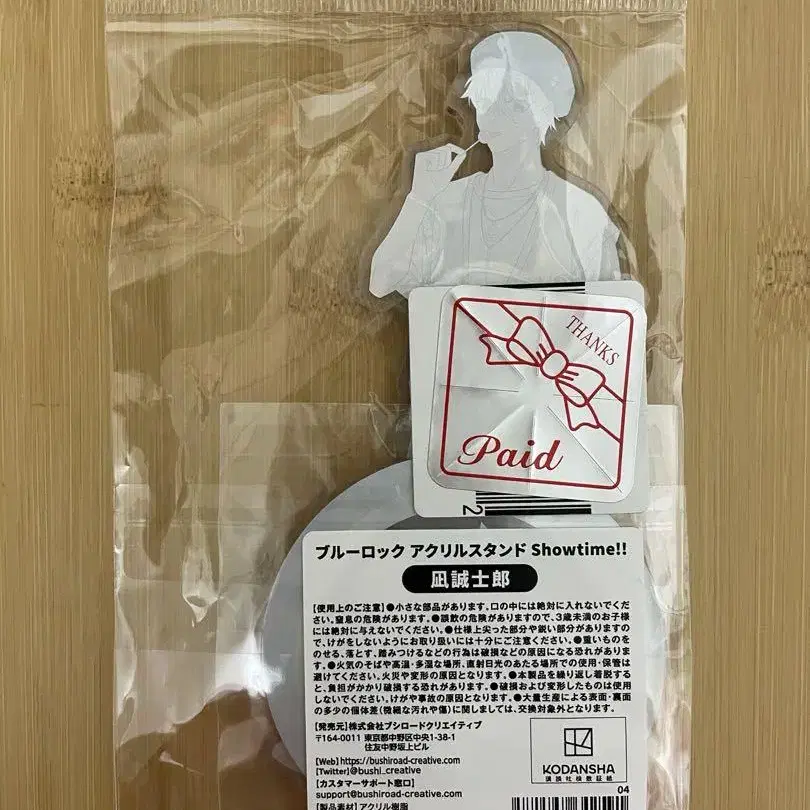 THANKS
Paid
2
ブルーロック アクリルスタンド Showtime!!
凪誠士郎
【使用上のご注意】●小さな部品があります。口の中には絶対に入れないでくだ
さい。窒息の危険があります。●誤飲の危険がありますので、3歳未満のお子様
には絶対に与えないでください。●仕様上尖った部分や鋭い部分がありますの
で、けがをしないようにお取り扱いには十分にご注意ください。●重いものを
のせる、落とす、踏みつけるなどの行為は破損などの原因になる恐れがありま
す。●火気のそばや高温・多湿な場所、直射日光のあたる場所での使用・保管は
避けてください。火災や変形の原因となります。●本製品を繰り返し着脱する
と、負担がかかり破損する恐れがあります。●破損および変形したものは使用
しないでください。けがや事故の原因となります。●大量生産による表面・裏面
の多少の個体差(微細な汚れや傷)に関しましては、交換対象外となります。
【発売元】株式会社ブシロードクリエイティブ
〒164-0011 東京都中野区中央1-38-1
住友中野坂上ビル
【Web】https://bushiroad-creative.com
【Twitter】@bushi_creative
【カスタマーサポート窓口】
support@bushiroad-creative.com
【製品素材】アクリル樹脂
KODANSHA
講談社検数証紙
04